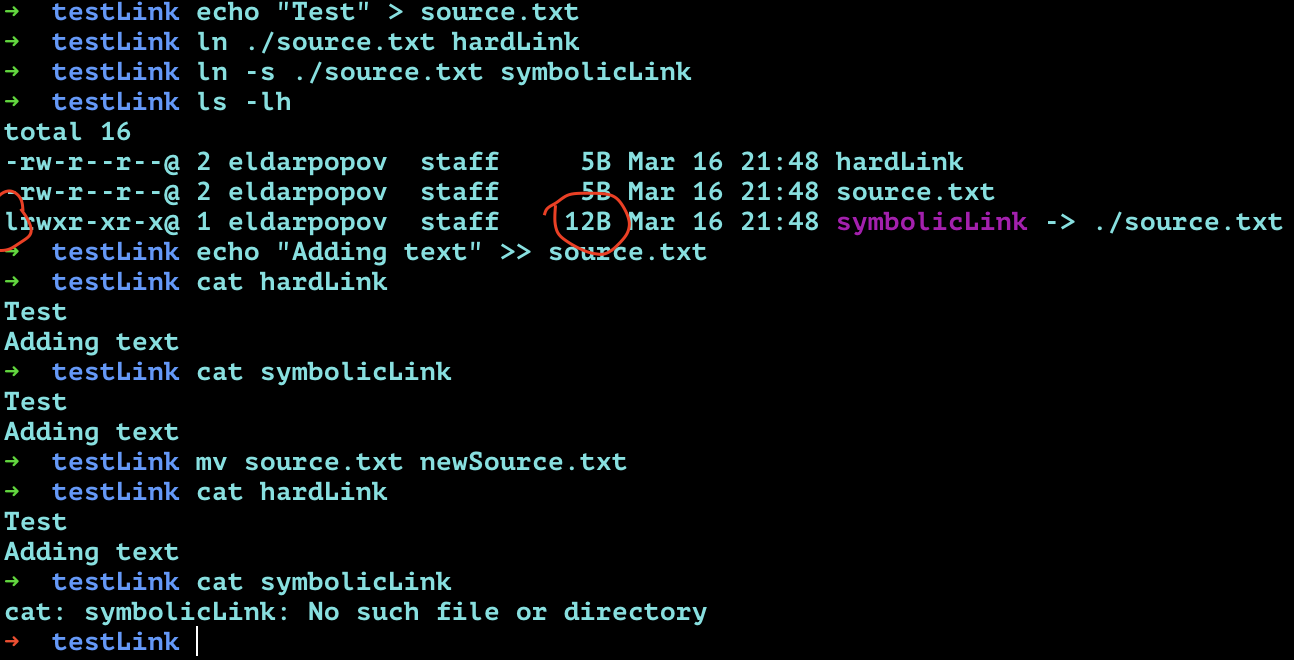 → testLink echo "Test" > source.txt
→ testLink ln ./source.txt hardLink
→ testLink ln -s ./source.txt symbolicLink
→ testLink ls -lh
total 16
-rw-r--r--@ 2 eldarpopov  staff     5B Mar 16 21:48 hardLink
-rw-r--r--@ 2 eldarpopov  staff     5B Mar 16 21:48 source.txt
lrwxr-xr-x@ 1 eldarpopov  staff    12B Mar 16 21:48 symbolicLink -> ./source.txt
→ testLink echo "Adding text" >> source.txt
→ testLink cat hardLink
Test
Adding text
→ testLink cat symbolicLink
Test
Adding text
→ testLink mv source.txt newSource.txt
→ testLink cat hardLink
Test
Adding text
→ testLink cat symbolicLink
cat: symbolicLink: No such file or directory
→ testLink